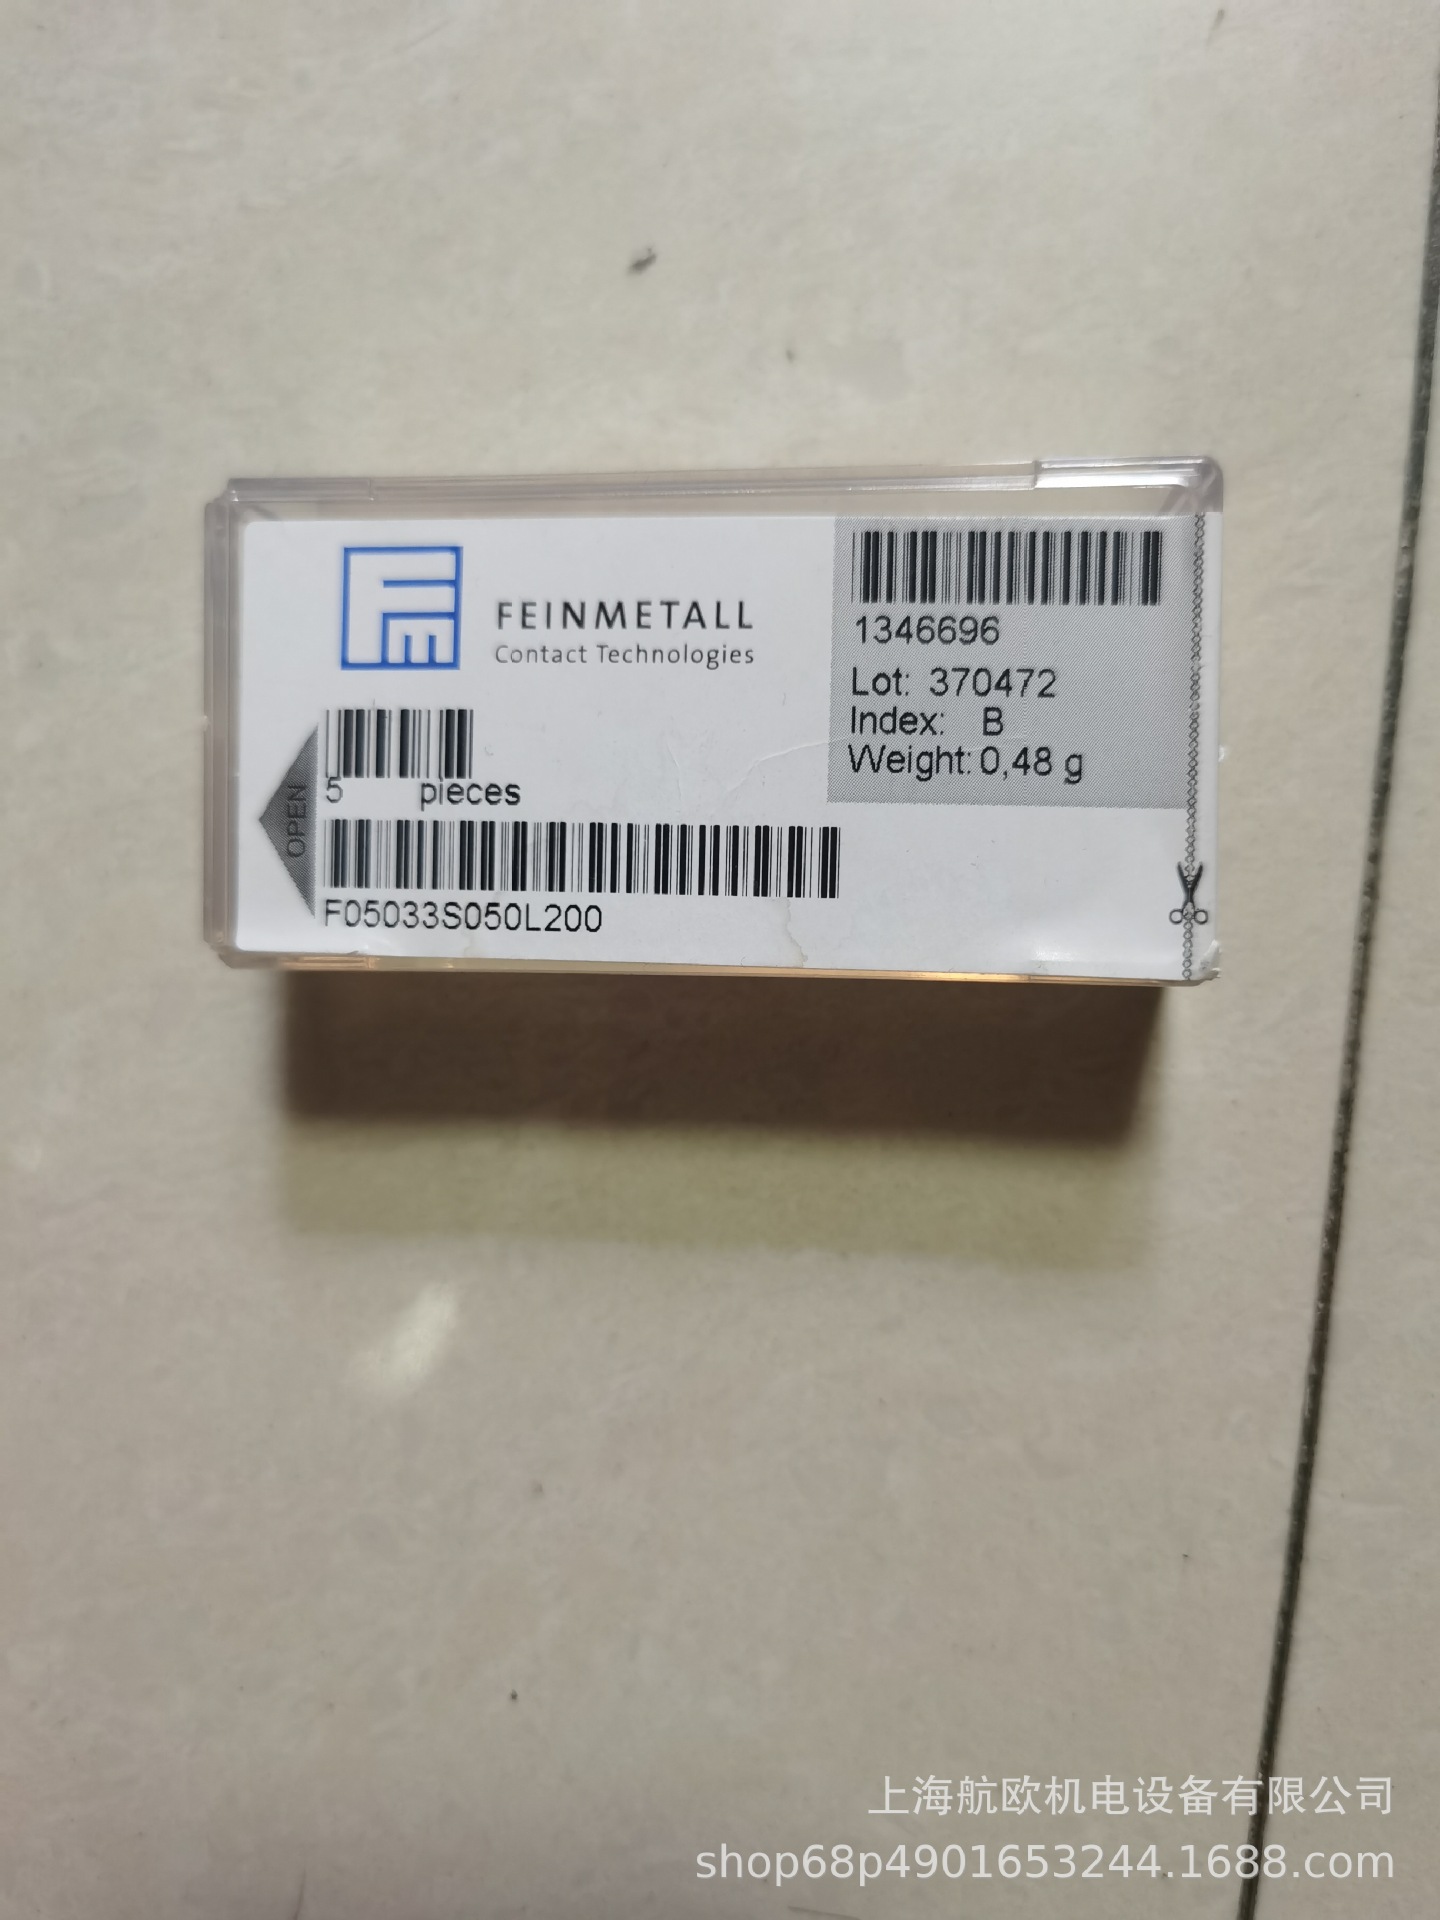 Fm
FEINMETALL
Contact Technologies
1346696
Lot: 370472
Index: B
Weight: 0,48 g
OPEN
5 pieces
F05033S050L200
上海航欧机电设备有限公司
shop68p4901653244.1688.com